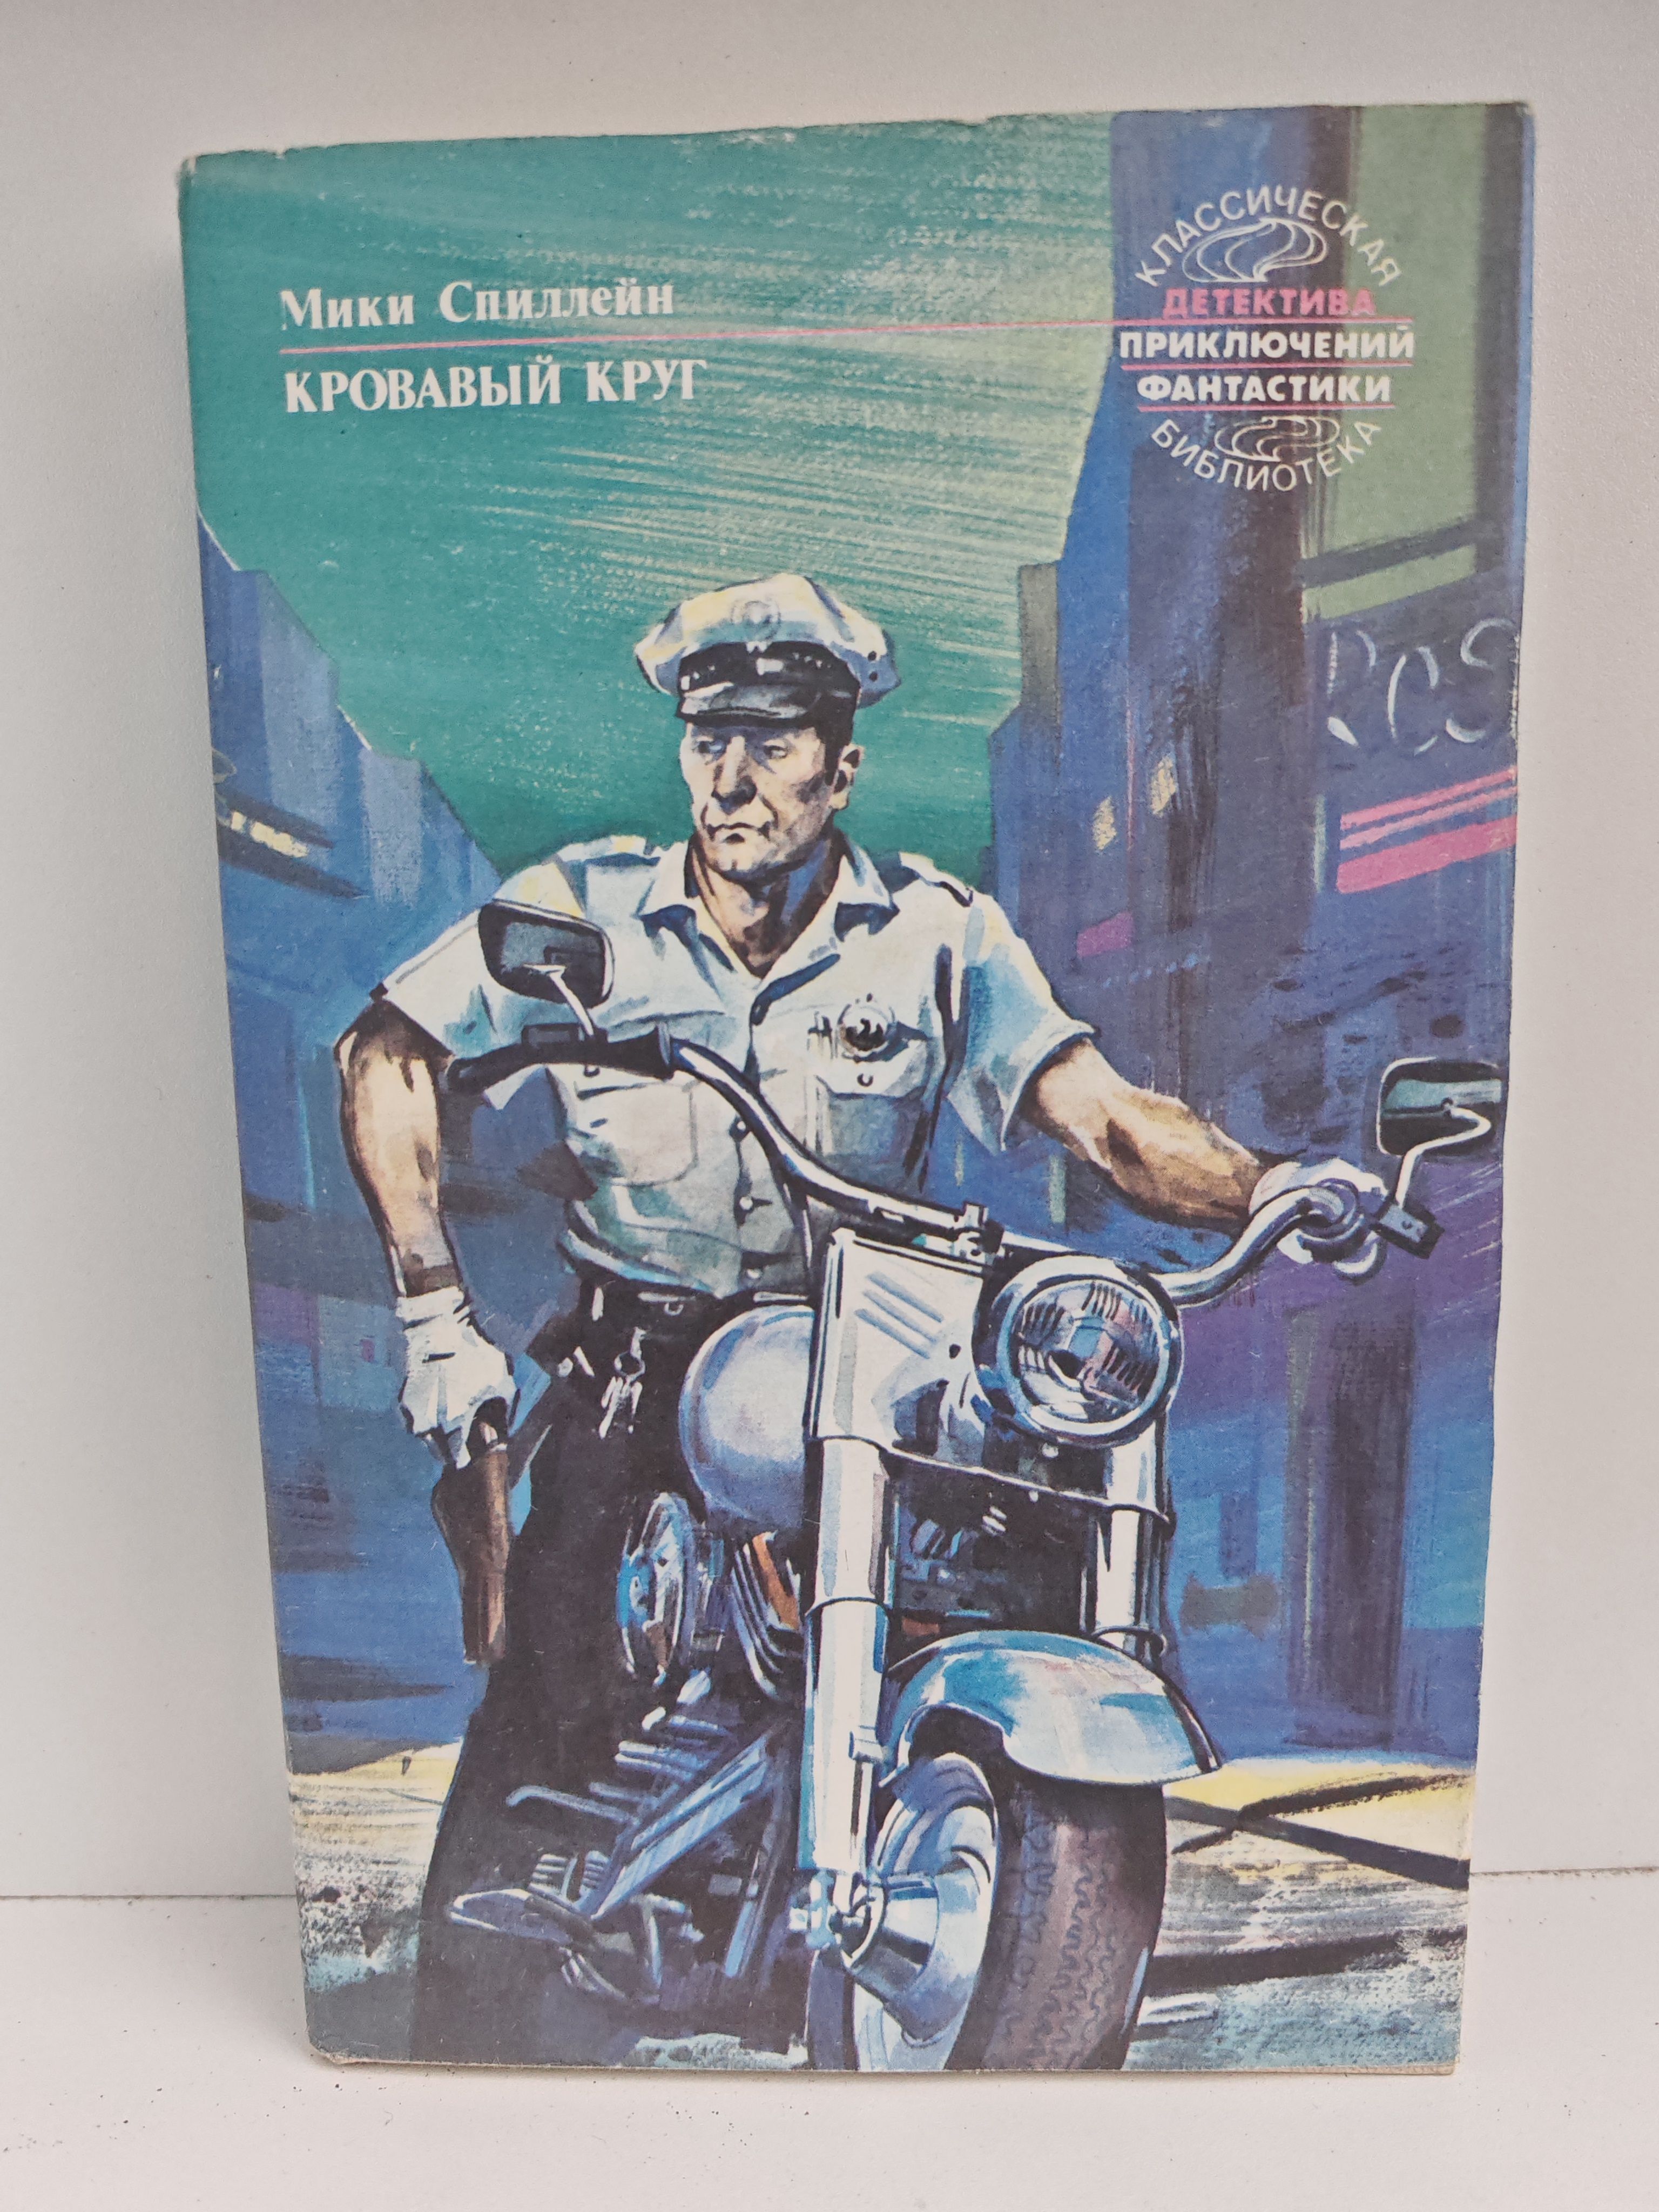 Мики Спиллейн
КРОВАВЫЙ КРУГ
КЛАССИЧЕСКАЯ
ДЕТЕКТИВА
ПРИКЛЮЧЕНИЙ
ФАНТАСТИКИ
БИБЛИОТЕКА